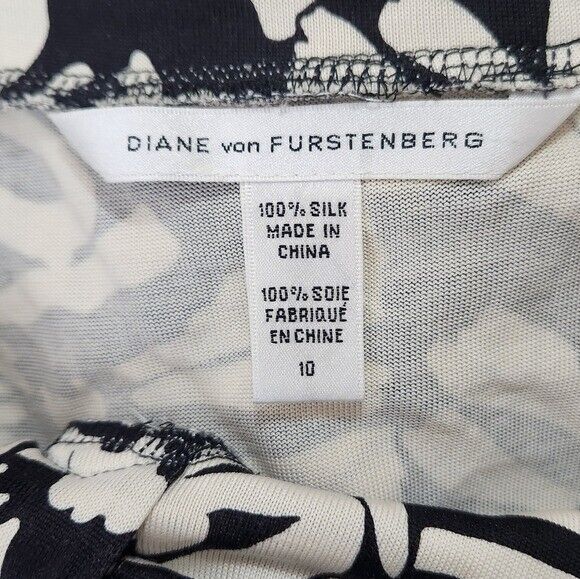 DIANE von FURSTENBERG
100% SILK
MADE IN
CHINA
100% SOIE
FABRIQUÉ
EN CHINE
10